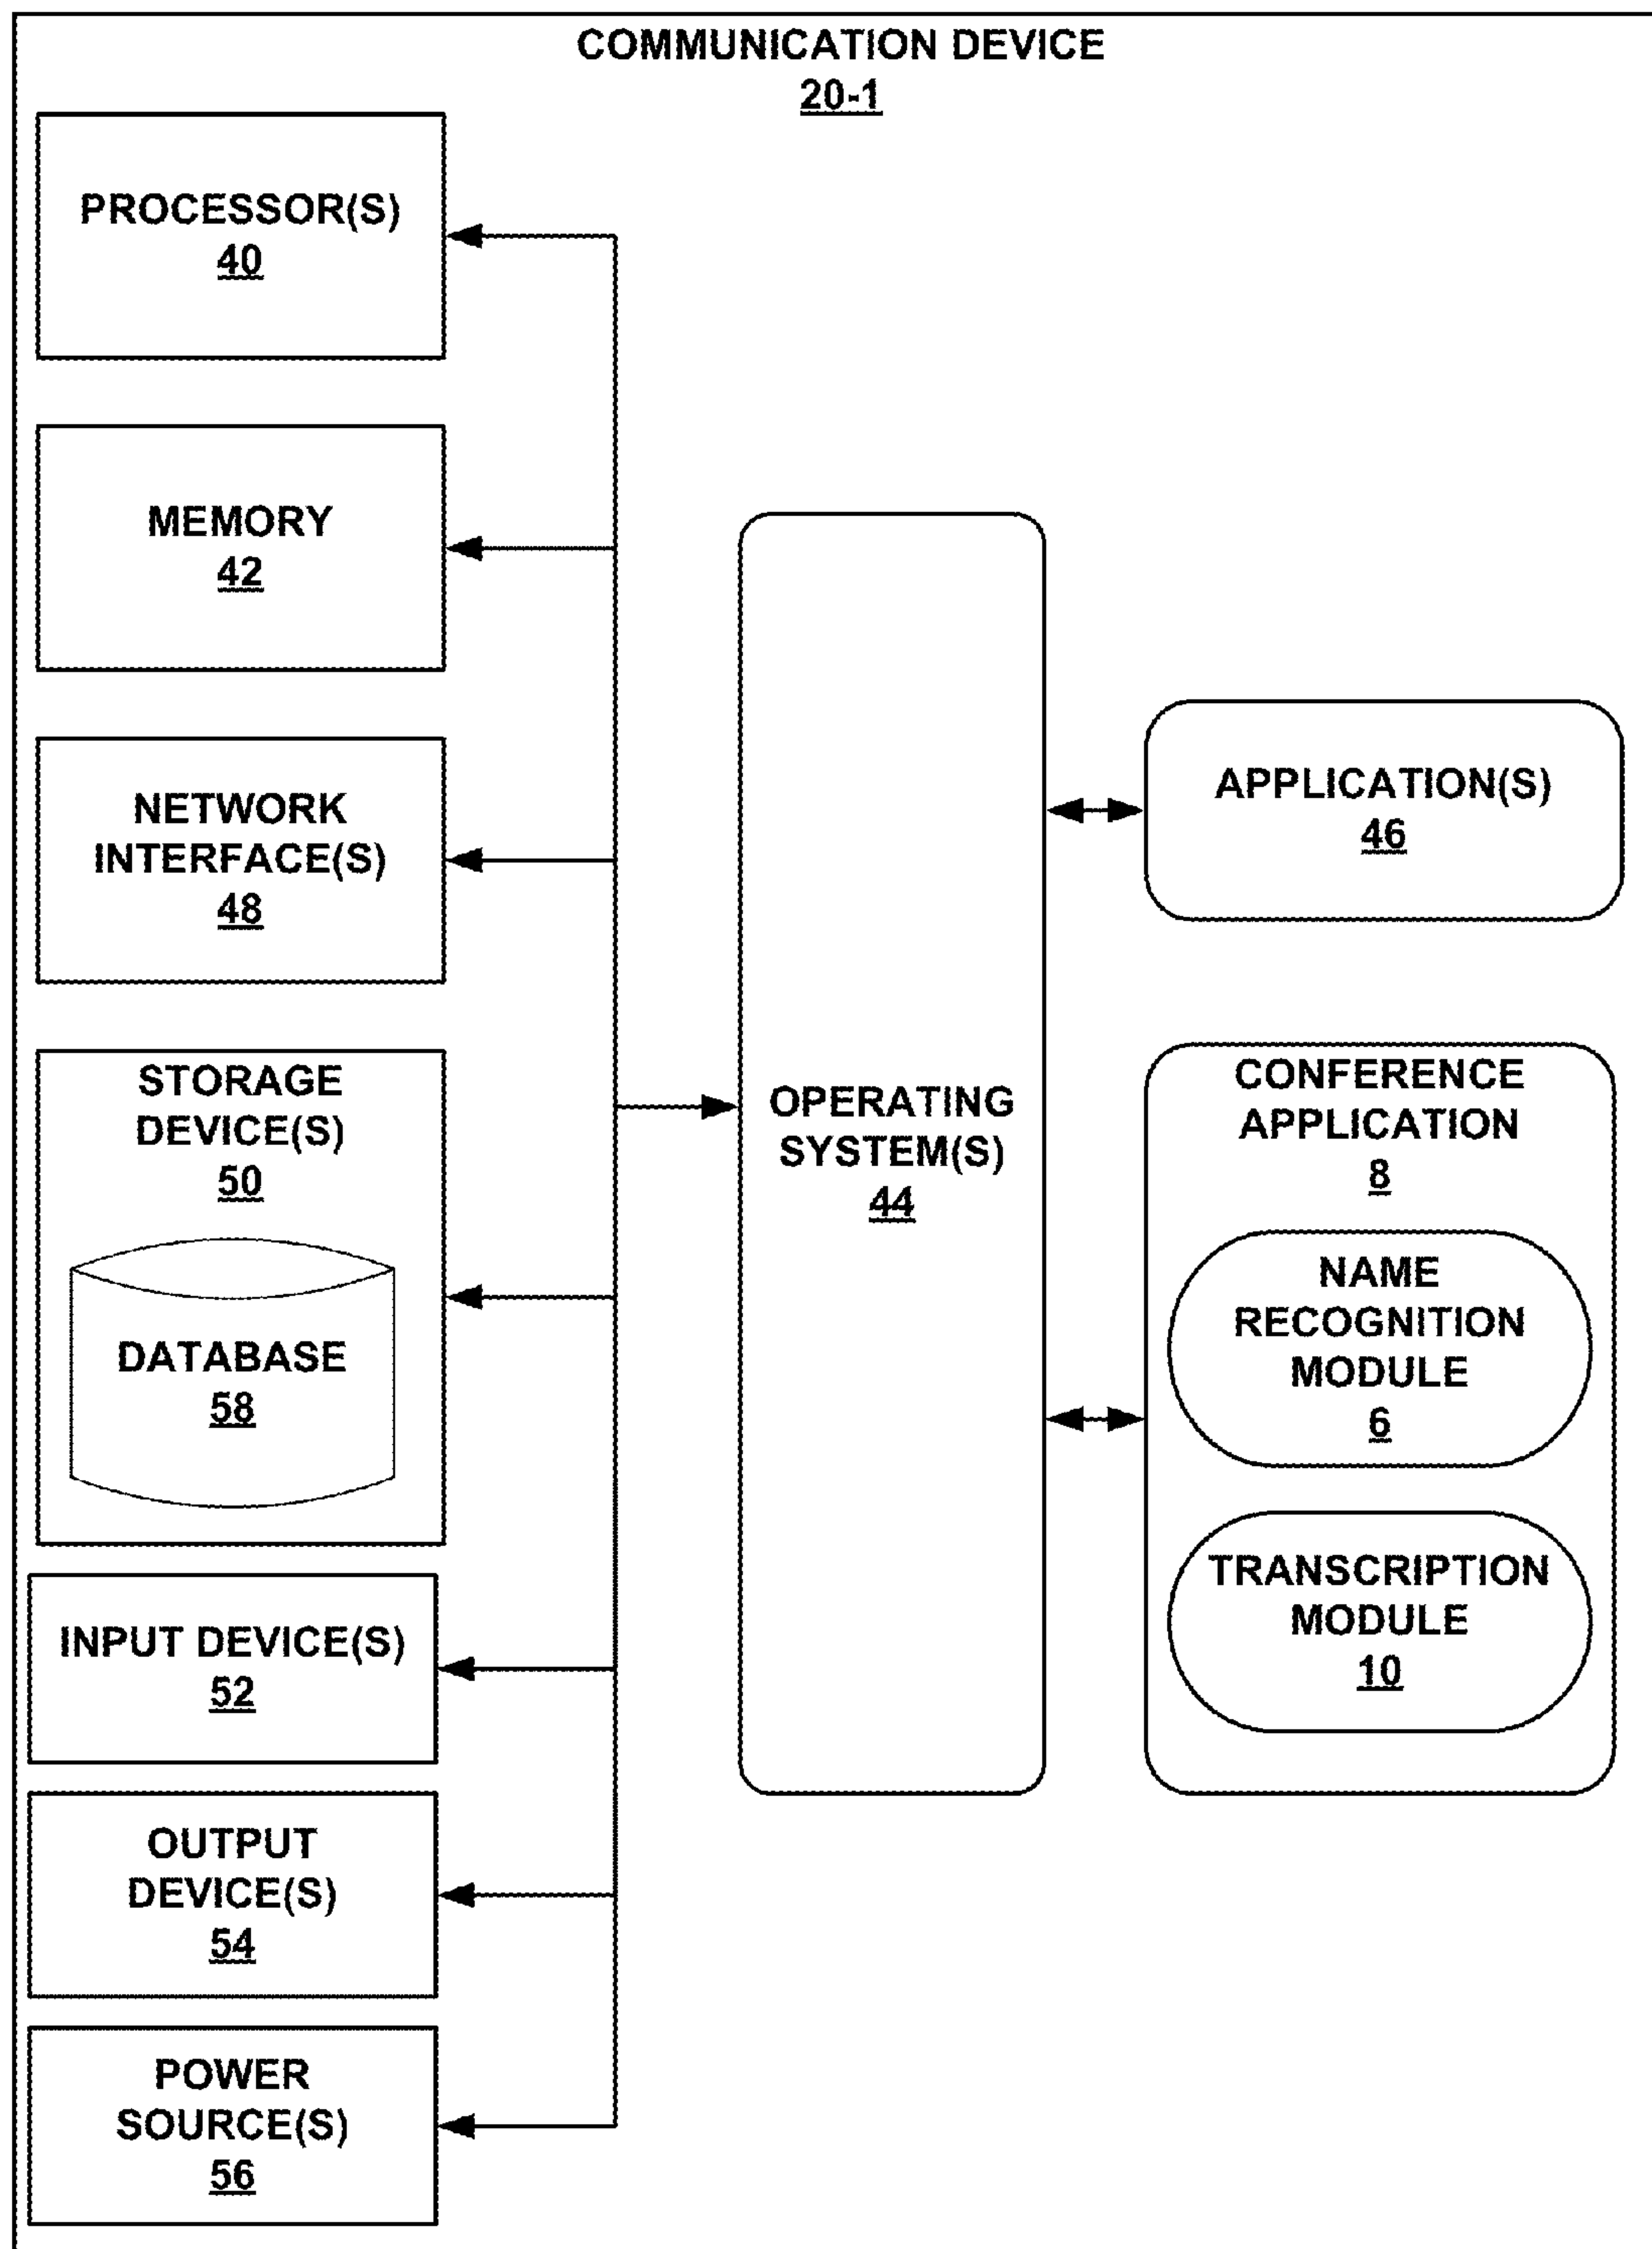 COMMUNICATION DEVICE
20-1
PROCESSOR(S)
40
MEMORY
42
NETWORK
INTERFACE(S)
48
STORAGE
DEVICE(S)
50
DATABASE
58
INPUT DEVICE(S)
52
OUTPUT
DEVICE(S)
54
POWER
SOURCE(S)
56
OPERATING
SYSTEM(S)
44
APPLICATION(S)
46
CONFERENCE
APPLICATION
8
NAME
RECOGNITION
MODULE
6
TRANSCRIPTION
MODULE
10